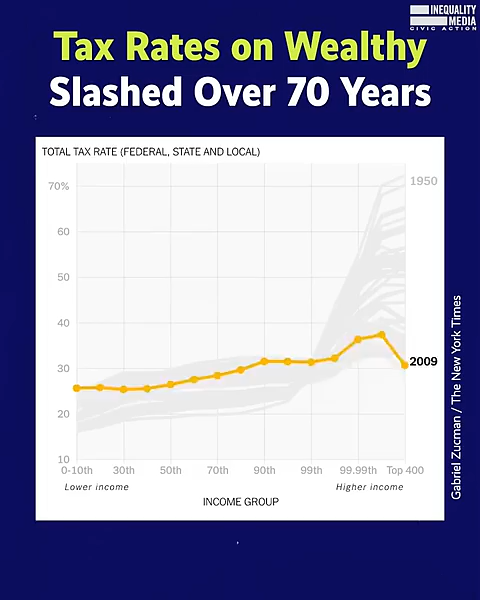 INEQUALITY
MEDIA
CIVIC ACTION
Tax Rates on Wealthy
Slashed Over 70 Years
TOTAL TAX RATE (FEDERAL, STATE AND LOCAL)
70%
1950
60
50
40
30
2009
20
10
0-10th 30th 50th 70th 90th 99th 99.99th Top 400
Lower income Higher income
INCOME GROUP
Gabriel Zucman / The New York Times